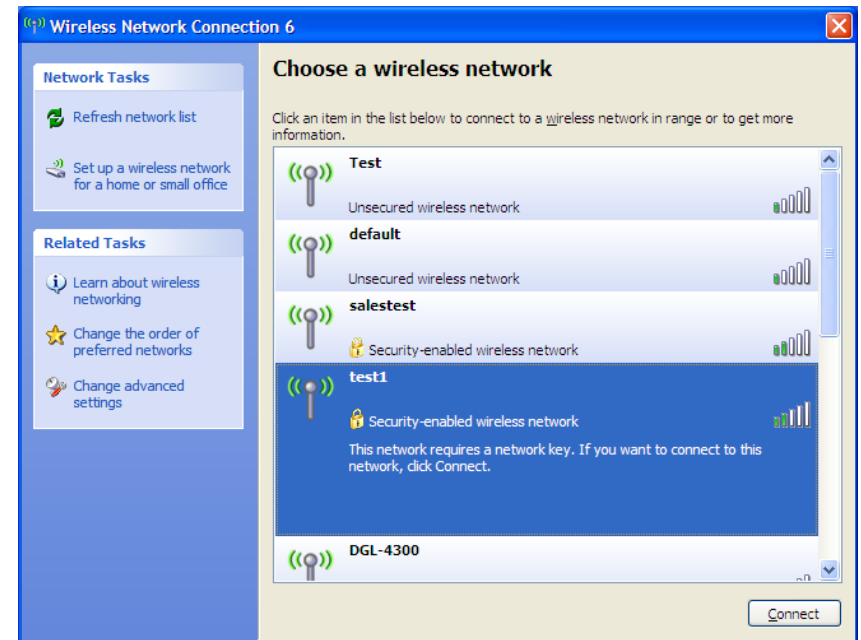 Wireless Network Connection 6
Network Tasks
Refresh network list
Set up a wireless network
for a home or small office
Related Tasks
Learn about wireless
networking
Change the order of
preferred networks
Change advanced
settings
Choose a wireless network
Click an item in the list below to connect to a wireless network in range or to get more
information.
Test
Unsecured wireless network
default
Unsecured wireless network
salestest
Security-enabled wireless network
test1
Security-enabled wireless network
This network requires a network key. If you want to connect to this
network, click Connect.
DGL-4300
Connect